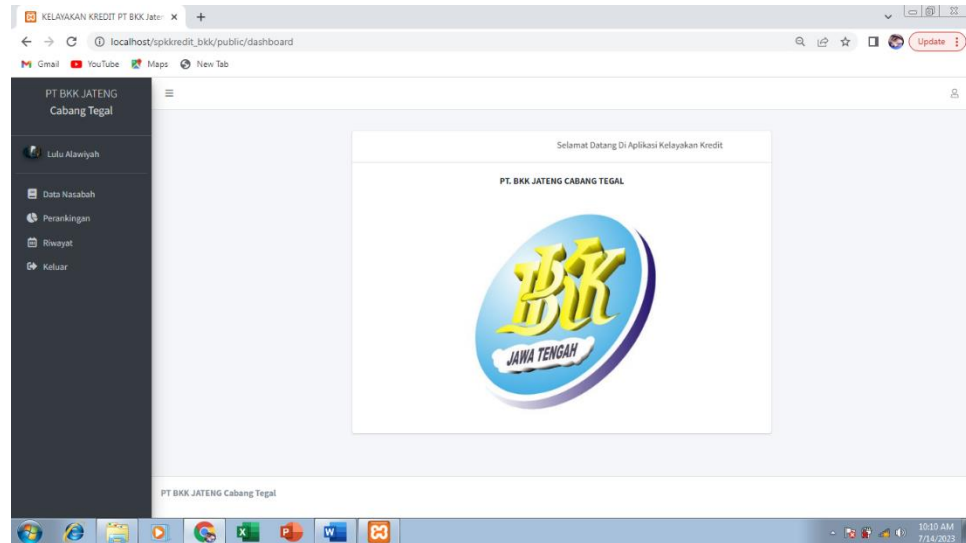 KELAYAKAN KREDIT PT BKK Jaten
localhost/spkkredit_bkk/public/dashboard
Update
Gmail
YouTube
Maps
New Tab
PT BKK JATENG
Cabang Tegal
Lulu Alawiyah
Data Nasabah
Perankingan
Riwayat
Keluar
Selamat Datang Di Aplikasi Kelayakan Kredit
PT. BKK JATENG CABANG TEGAL
BKK
JAWA TENGAH
PT BKK JATENG Cabang Tegal
10:10 AM
7/14/2023